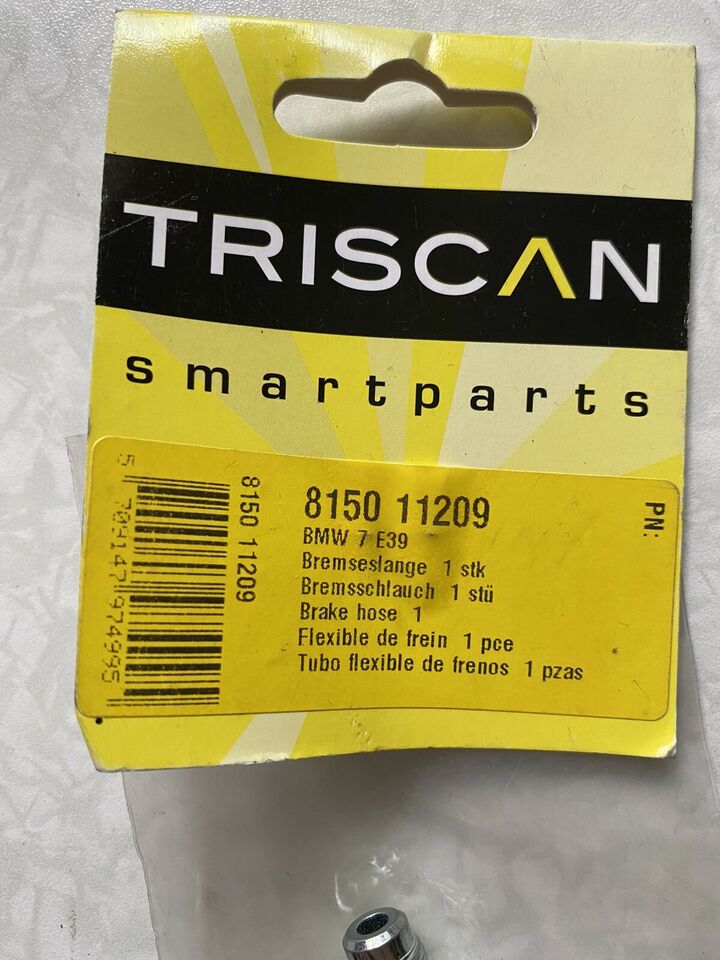 TRISCAN
smartparts
8150 11209
BMW 7 E39
Bremseslange 1 stk
Bremsschlauch 1 stü
Brake hose 1
Flexible de frein 1 pce
Tubo flexible de frenos 1 pzas
PN:
8150 11209
5 709147 974995